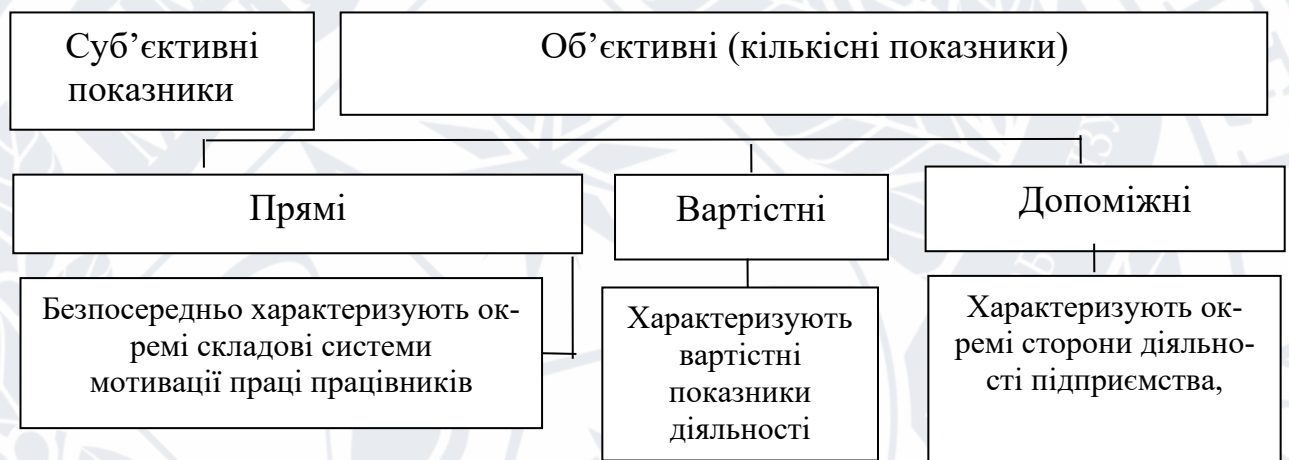 Суб’єктивні
показники
Об’єктивні (кількісні показники)
Прямі
Вартістні
Допоміжні
Безпосередньо характеризують ок-
ремі складові системи
мотивації праці працівників
Характеризують
вартістні
показники
діяльності
Характеризують ок-
ремі сторони діяльно-
сті підприємства,